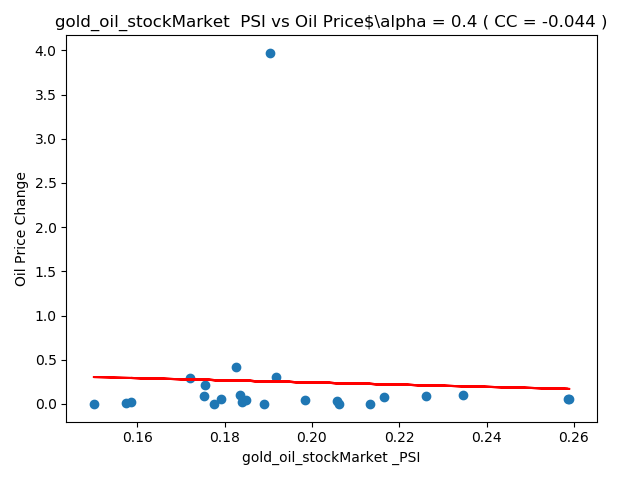 gold_oil_stockMarket  PSI vs Oil Price$\alpha = 0.4 ( CC = -0.044 )
Oil Price Change
4.0
3.5
3.0
2.5
2.0
1.5
1.0
0.5
0.0
0.16 0.18 0.20 0.22 0.24 0.26
gold_oil_stockMarket _PSI